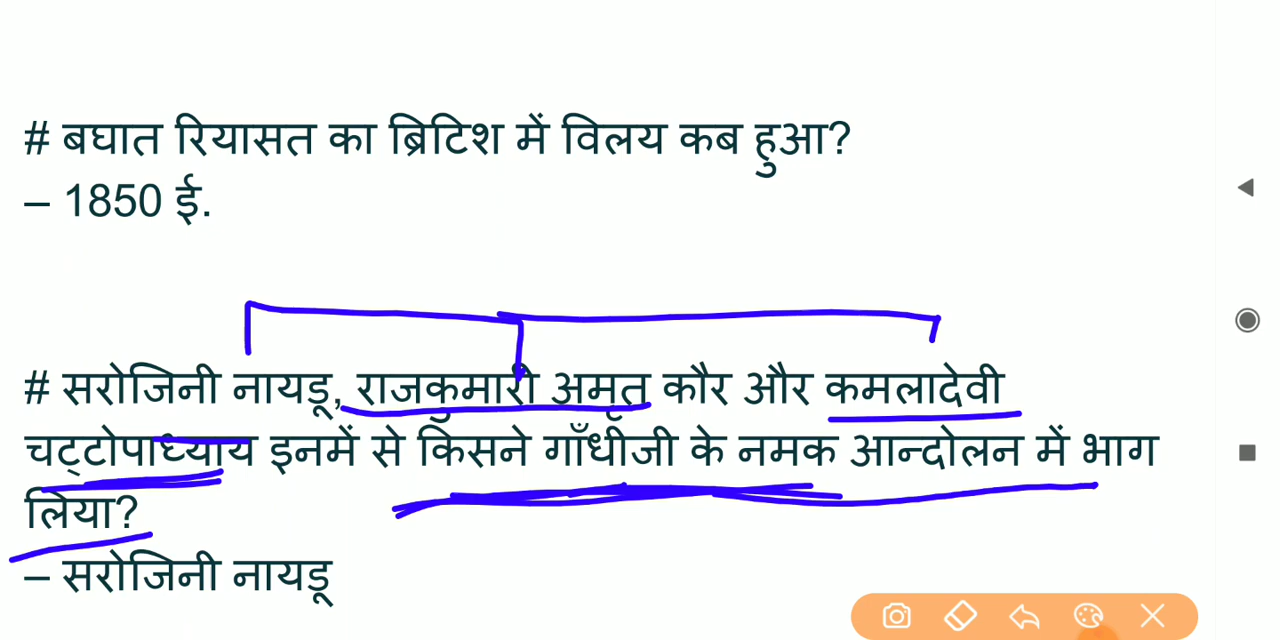 # बघात रियासत का ब्रिटिश में विलय कब हुआ?
– 1850 ई.
# सरोजिनी नायडू, राजकुमारी अमृत कौर और कमलादेवी
चट्टोपाध्याय इनमें से किसने गाँधीजी के नमक आन्दोलन में भाग
लिया?
– सरोजिनी नायडू